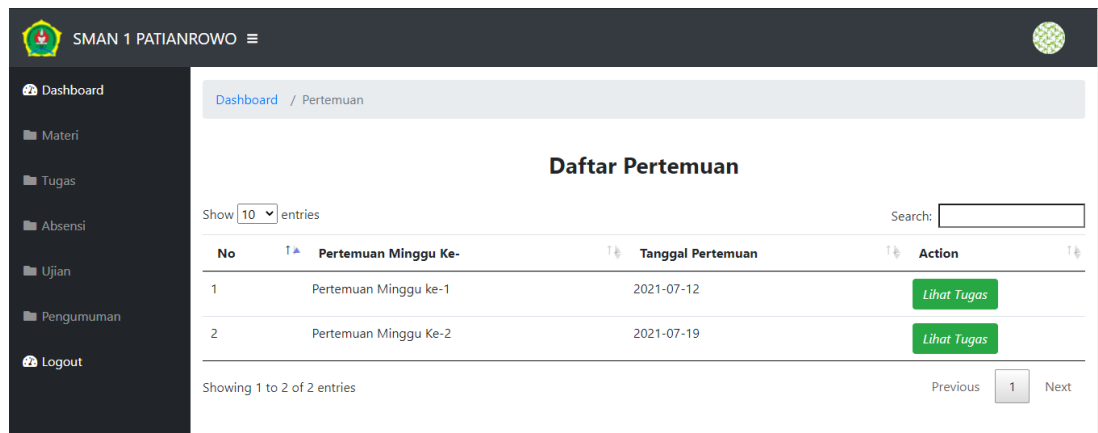 SMAN 1 PATIANROWO
Dashboard
Materi
Tugas
Absensi
Ujian
Pengumuman
Logout
Dashboard / Pertemuan
Daftar Pertemuan
Show 10 entries
Search:
No Pertemuan Minggu Ke- Tanggal Pertemuan Action
1 Pertemuan Minggu ke-1 2021-07-12 Lihat Tugas
2 Pertemuan Minggu Ke-2 2021-07-19 Lihat Tugas
Showing 1 to 2 of 2 entries
Previous 1 Next